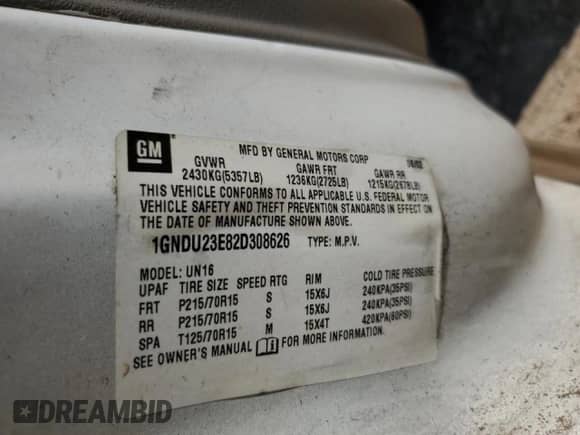 GM
MFD BY GENERAL MOTORS CORP
GVWR GAWR FRT GAWR RR
2430KG(5357LB) 1236KG(2725LB) 1215KG(2678LB)
THIS VEHICLE CONFORMS TO ALL APPLICABLE U.S. FEDERAL MOTOR
VEHICLE SAFETY AND THEFT PREVENTION STANDARDS IN EFFECT ON
THE DATE OF MANUFACTURE SHOWN ABOVE.
1GNDU23E82D308626 TYPE: M.P.V.
MODEL: UN16
UPAF TIRE SIZE SPEED RTG RIM COLD TIRE PRESSURE
FRT P215/70R15 S 15X6J 240KPA(35PSI)
RR P215/70R15 S 15X6J 240KPA(35PSI)
SPA T125/70R15 M 15X4T 420KPA(60PSI)
SEE OWNER'S MANUAL FOR MORE INFORMATION.
DREAMBID